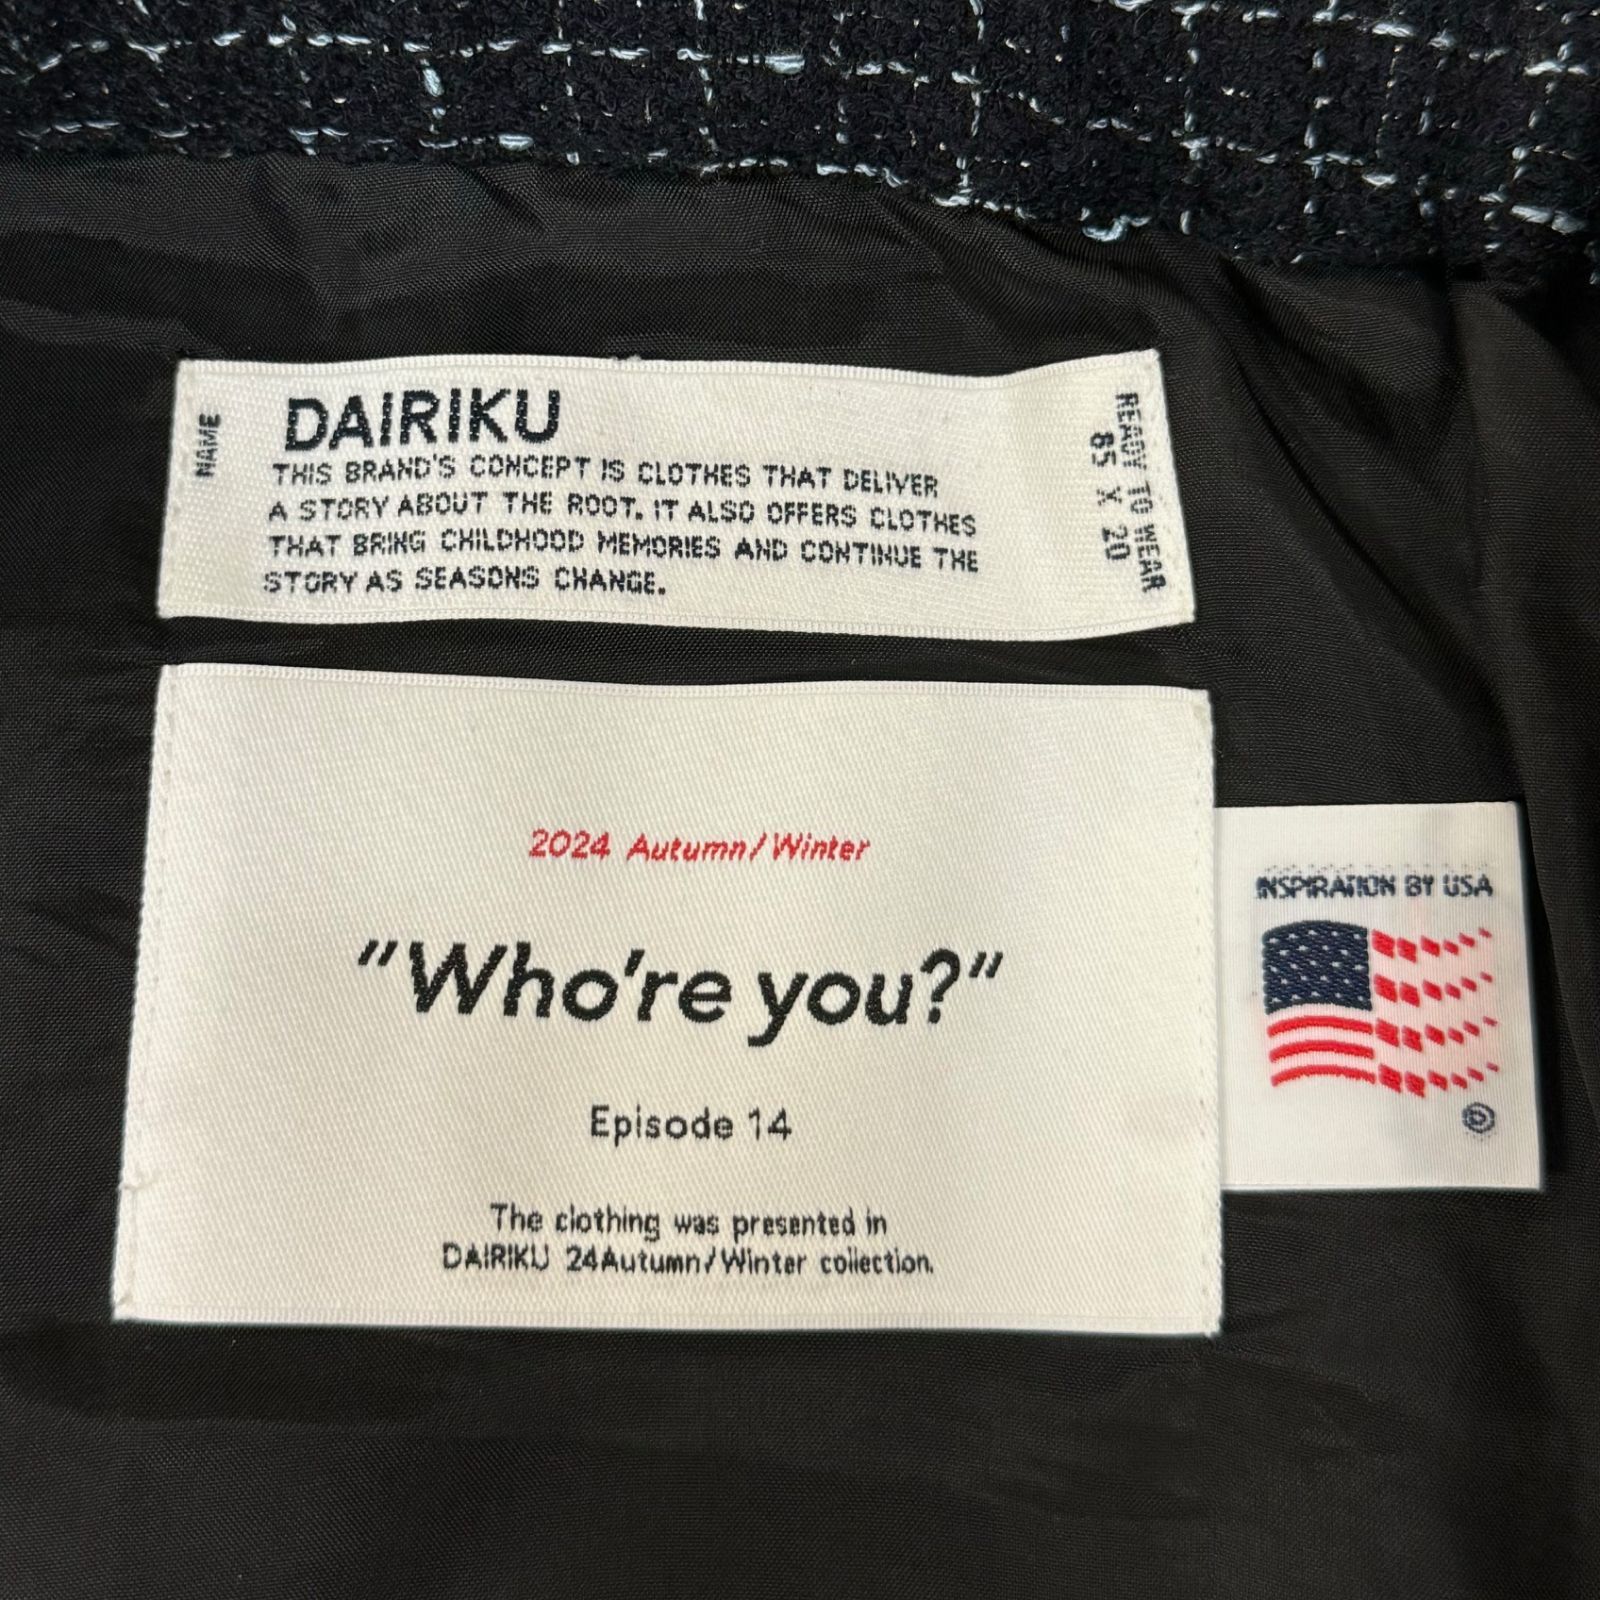 NAME
DAIRIKU
THIS BRAND'S CONCEPT IS CLOTHES THAT DELIVER
A STORY ABOUT THE ROOT. IT ALSO OFFERS CLOTHES
THAT BRING CHILDHOOD MEMORIES AND CONTINUE THE
STORY AS SEASONS CHANGE.
READY TO WEAR
85 X 20
2024 Autumn/Winter
"Who're you?"
Episode 14
The clothing was presented in
DAIRIKU 24Autumn/Winter collection.
INSPIRATION BY USA
©